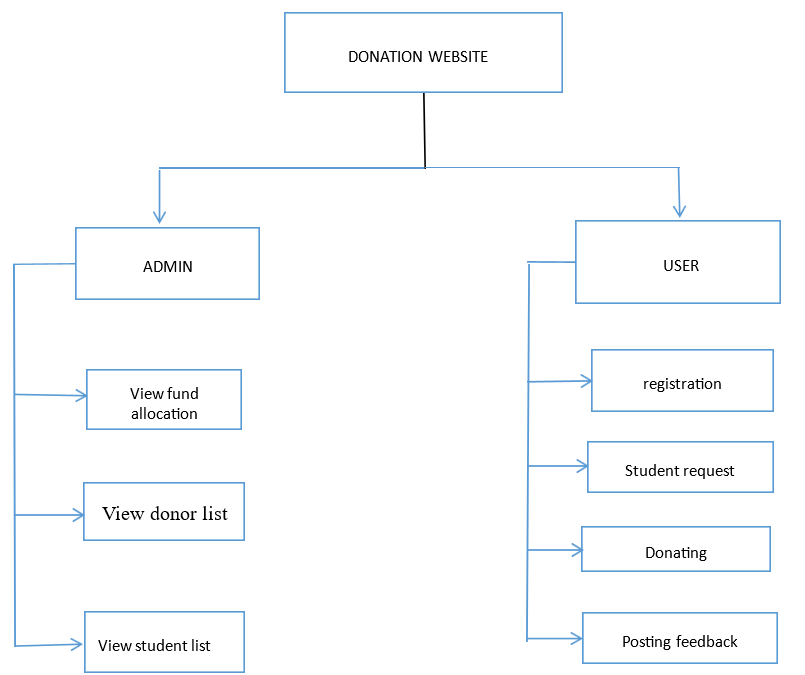 DONATION WEBSITE
ADMIN
USER
View fund
allocation
View donor list
View student list
registration
Student request
Donating
Posting feedback